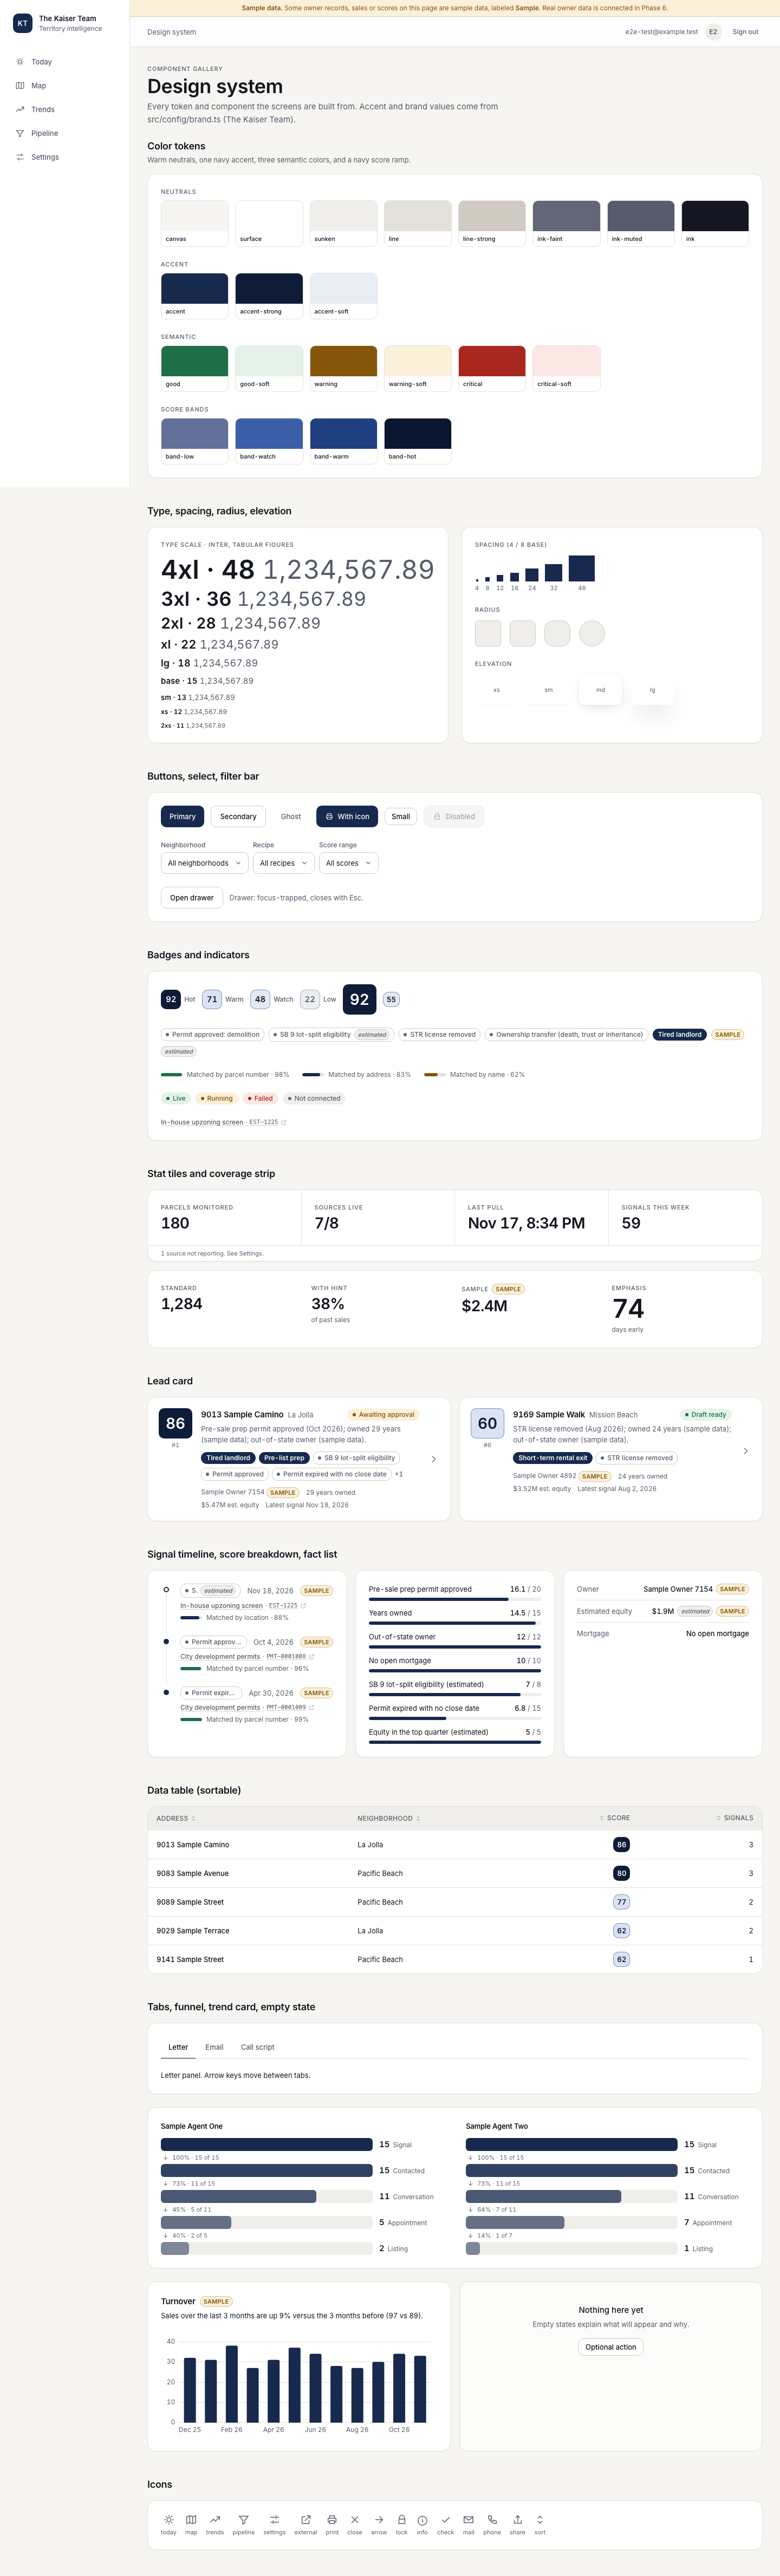 Sample data. Some owner records, sales or scores on this page are sample data, labeled Sample. Real owner data is connected in Phase 6.
KT
The Kaiser Team
Territory intelligence
Today
Map
Trends
Pipeline
Settings
Design system
e2e-test@example.test E2 Sign out
COMPONENT GALLERY
Design system
Every token and component the screens are built from. Accent and brand values come from
src/config/brand.ts (The Kaiser Team).
Color tokens
Warm neutrals, one navy accent, three semantic colors, and a navy score ramp.
NEUTRALS
canvas surface sunken line line-strong ink-faint ink-muted ink
ACCENT
accent accent-strong accent-soft
SEMANTIC
good good-soft warning warning-soft critical critical-soft
SCORE BANDS
band-low band-watch band-warm band-hot
Type, spacing, radius, elevation
TYPE SCALE · INTER, TABULAR FIGURES
4xl · 48 1,234,567.89
3xl · 36 1,234,567.89
2xl · 28 1,234,567.89
xl · 22 1,234,567.89
lg · 18 1,234,567.89
base · 15 1,234,567.89
sm · 13 1,234,567.89
xs · 12 1,234,567.89
2xs · 11 1,234,567.89
SPACING (4 / 8 BASE)
4 8 12 16 24 32 48
RADIUS
ELEVATION
xs sm md lg
Buttons, select, filter bar
Primary Secondary Ghost With icon Small Disabled
Neighborhood Recipe Score range
All neighborhoods All recipes All scores
Open drawer Drawer: focus-trapped, closes with Esc.
Badges and indicators
92 Hot 71 Warm 48 Watch 22 Low 92 55
Permit approved: demolition SB 9 lot-split eligibility estimated STR license removed Ownership transfer (death, trust or inheritance) Tired landlord SAMPLE
estimated
Matched by parcel number · 98% Matched by address · 83% Matched by name · 62%
Live Running Failed Not connected
In-house upzoning screen · EST-1225
Stat tiles and coverage strip
PARCELS MONITORED SOURCES LIVE LAST PULL SIGNALS THIS WEEK
180 7/8 Nov 17, 8:34 PM 59
1 source not reporting. See Settings.
STANDARD WITH HINT SAMPLE SAMPLE EMPHASIS
1,284 38% $2.4M 74
of past sales days early
Lead card
86 9013 Sample Camino La Jolla Awaiting approval
#1
Pre-sale prep permit approved (Oct 2026); owned 29 years
(sample data); out-of-state owner (sample data).
Tired landlord Pre-list prep SB 9 lot-split eligibility
Permit approved Permit expired with no close date +1
Sample Owner 7154 SAMPLE 29 years owned
$5.47M est. equity Latest signal Nov 18, 2026
60 9169 Sample Walk Mission Beach Draft ready
#6
STR license removed (Aug 2026); owned 24 years (sample data);
out-of-state owner (sample data).
Short-term rental exit STR license removed
Sample Owner 4892 SAMPLE 24 years owned
$3.52M est. equity Latest signal Aug 2, 2026
Signal timeline, score breakdown, fact list
S. estimated Nov 18, 2026 SAMPLE
In-house upzoning screen · EST-1225
Matched by location · 88%
Permit approv... Oct 4, 2026 SAMPLE
City development permits · PMT-0001008
Matched by parcel number · 96%
Permit expir... Apr 30, 2026 SAMPLE
City development permits · PMT-0001009
Matched by parcel number · 99%
Pre-sale prep permit approved 16.1 / 20
Years owned 14.5 / 15
Out-of-state owner 12 / 12
No open mortgage 10 / 10
SB 9 lot-split eligibility (estimated) 7 / 8
Permit expired with no close date 6.8 / 15
Equity in the top quarter (estimated) 5 / 5
Owner Sample Owner 7154 SAMPLE
Estimated equity $1.9M estimated SAMPLE
Mortgage No open mortgage
Data table (sortable)
ADDRESS NEIGHBORHOOD SCORE SIGNALS
9013 Sample Camino La Jolla 86 3
9083 Sample Avenue Pacific Beach 80 3
9089 Sample Street Pacific Beach 77 2
9029 Sample Terrace La Jolla 62 2
9141 Sample Street Pacific Beach 62 1
Tabs, funnel, trend card, empty state
Letter Email Call script
Letter panel. Arrow keys move between tabs.
Sample Agent One
15 Signal
↓ 100% · 15 of 15
15 Contacted
↓ 73% · 11 of 15
11 Conversation
↓ 45% · 5 of 11
5 Appointment
↓ 40% · 2 of 5
2 Listing
Sample Agent Two
15 Signal
↓ 100% · 15 of 15
15 Contacted
↓ 73% · 11 of 15
11 Conversation
↓ 64% · 7 of 11
7 Appointment
↓ 14% · 1 of 7
1 Listing
Turnover SAMPLE
Sales over the last 3 months are up 9% versus the 3 months before (97 vs 89).
40
30
20
10
0
Dec 25 Feb 26 Apr 26 Jun 26 Aug 26 Oct 26
Nothing here yet
Empty states explain what will appear and why.
Optional action
Icons
today map trends pipeline settings external print close arrow lock info check mail phone share sort